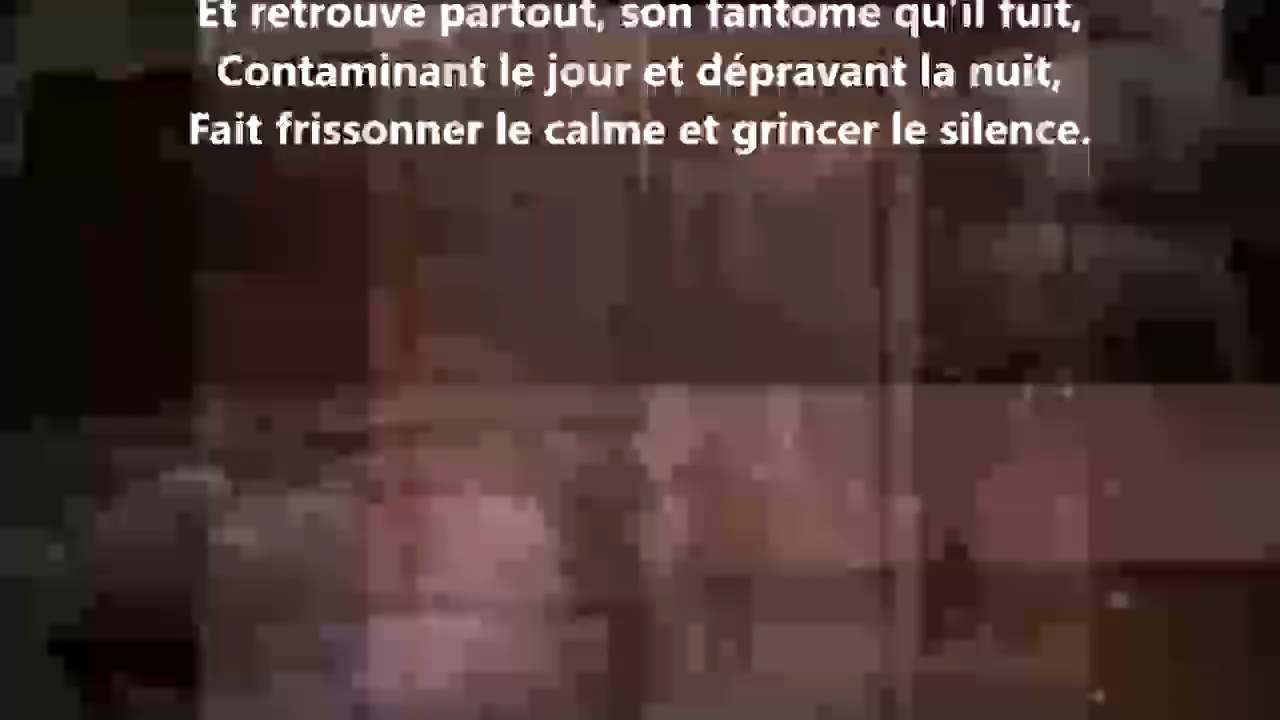 Et retrouve partout, son fantôme qu'il fuit,
Contaminant le jour et dépravant la nuit,
Fait frissonner le calme et grincer le silence.